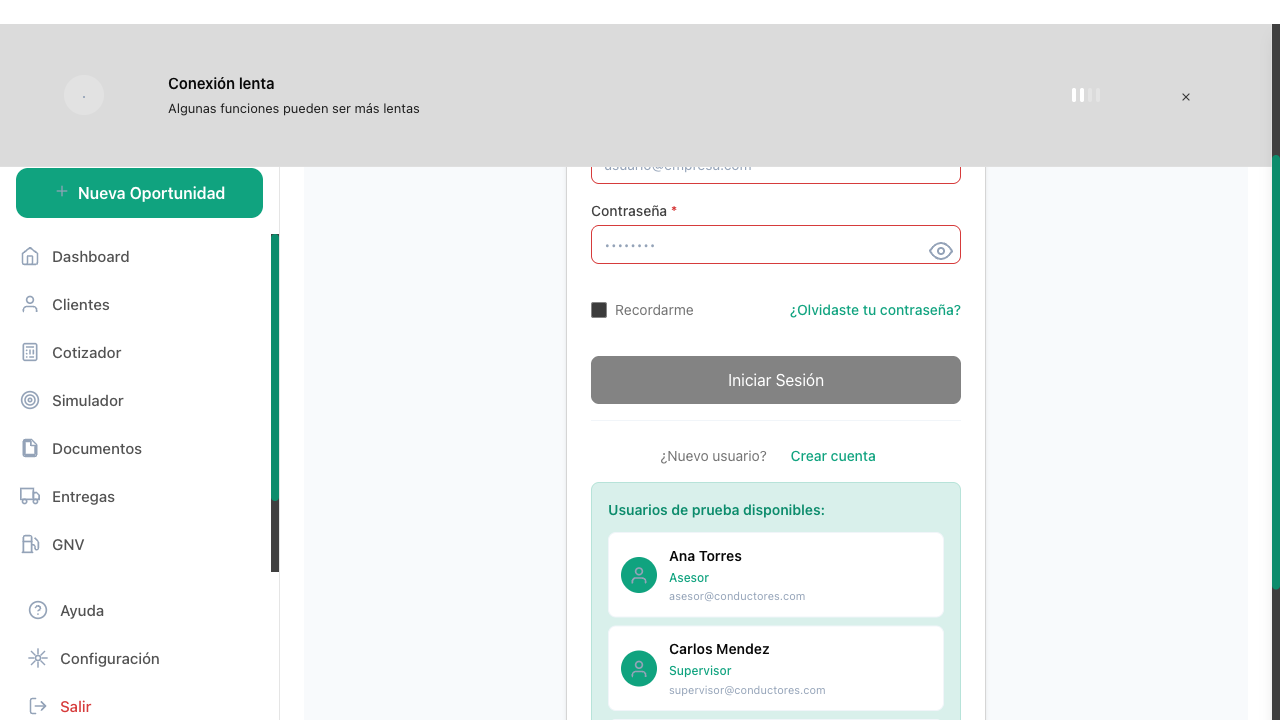 Conexión lenta
Algunas funciones pueden ser más lentas
×
Nueva Oportunidad
Dashboard
Clientes
Cotizador
Simulador
Documentos
Entregas
GNV
Ayuda
Configuración
Salir
usuario@empresa.com
Contraseña *
••••••••
Recordarme
¿Olvidaste tu contraseña?
Iniciar Sesión
¿Nuevo usuario? Crear cuenta
Usuarios de prueba disponibles:
Ana Torres
Asesor
asesor@conductores.com
Carlos Mendez
Supervisor
supervisor@conductores.com